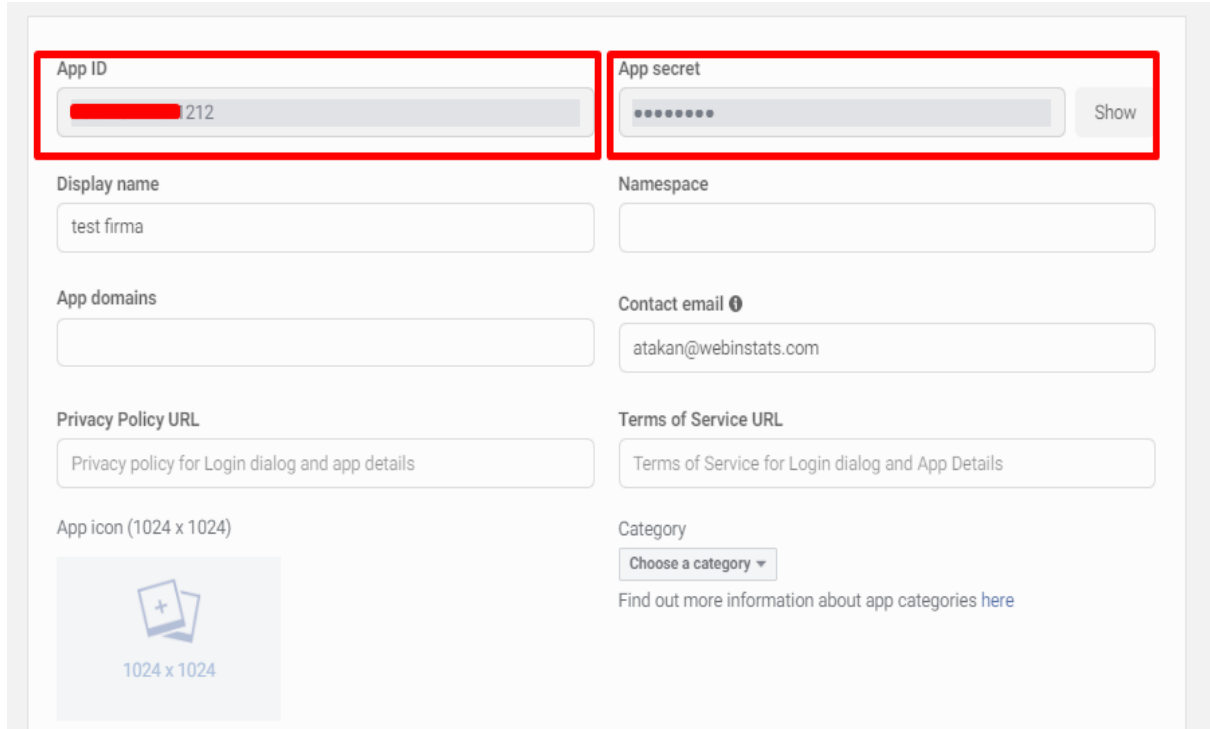 App ID
App secret
1212
••••••••
Show
Display name
Namespace
test firma
App domains
Contact email
atakan@webinstats.com
Privacy Policy URL
Terms of Service URL
Privacy policy for Login dialog and app details
Terms of Service for Login dialog and App Details
App icon (1024 x 1024)
Category
Choose a category
Find out more information about app categories here
1024 x 1024